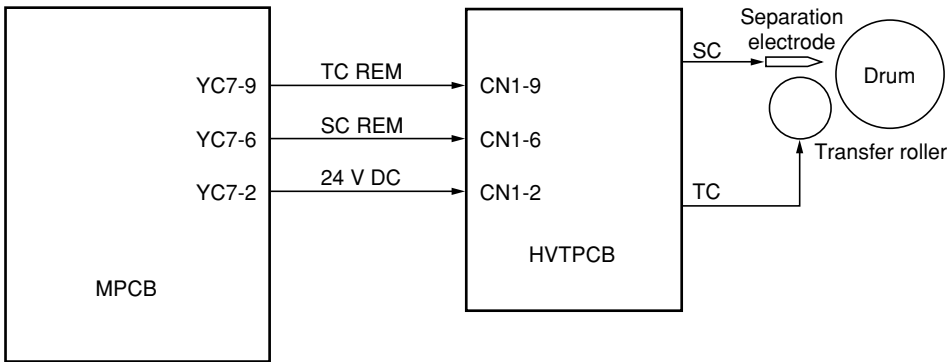 Separation
electrode
SC
Drum
YC7-9
TC REM
CN1-9
YC7-6
SC REM
CN1-6
Transfer roller
YC7-2
24 V DC
CN1-2
TC
HVTPCB
MPCB